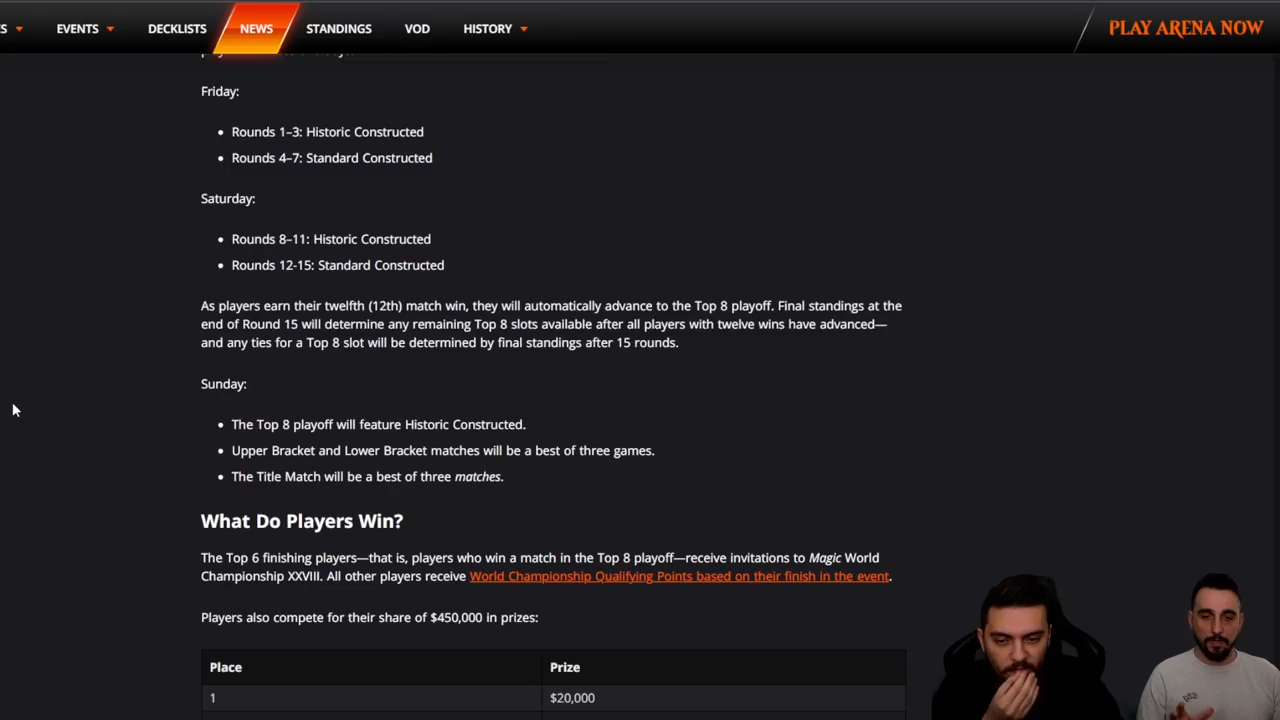 EVENTS
DECKLISTS
NEWS
STANDINGS
VOD
HISTORY
PLAY ARENA NOW
Friday:
Rounds 1–3: Historic Constructed
Rounds 4–7: Standard Constructed
Saturday:
Rounds 8–11: Historic Constructed
Rounds 12-15: Standard Constructed
As players earn their twelfth (12th) match win, they will automatically advance to the Top 8 playoff. Final standings at the
end of Round 15 will determine any remaining Top 8 slots available after all players with twelve wins have advanced—
and any ties for a Top 8 slot will be determined by final standings after 15 rounds.
Sunday:
The Top 8 playoff will feature Historic Constructed.
Upper Bracket and Lower Bracket matches will be a best of three games.
The Title Match will be a best of three matches.
What Do Players Win?
The Top 6 finishing players—that is, players who win a match in the Top 8 playoff—receive invitations to Magic World
Championship XXVIII. All other players receive World Championship Qualifying Points based on their finish in the event.
Players also compete for their share of $450,000 in prizes:
Place Prize
1 $20,000